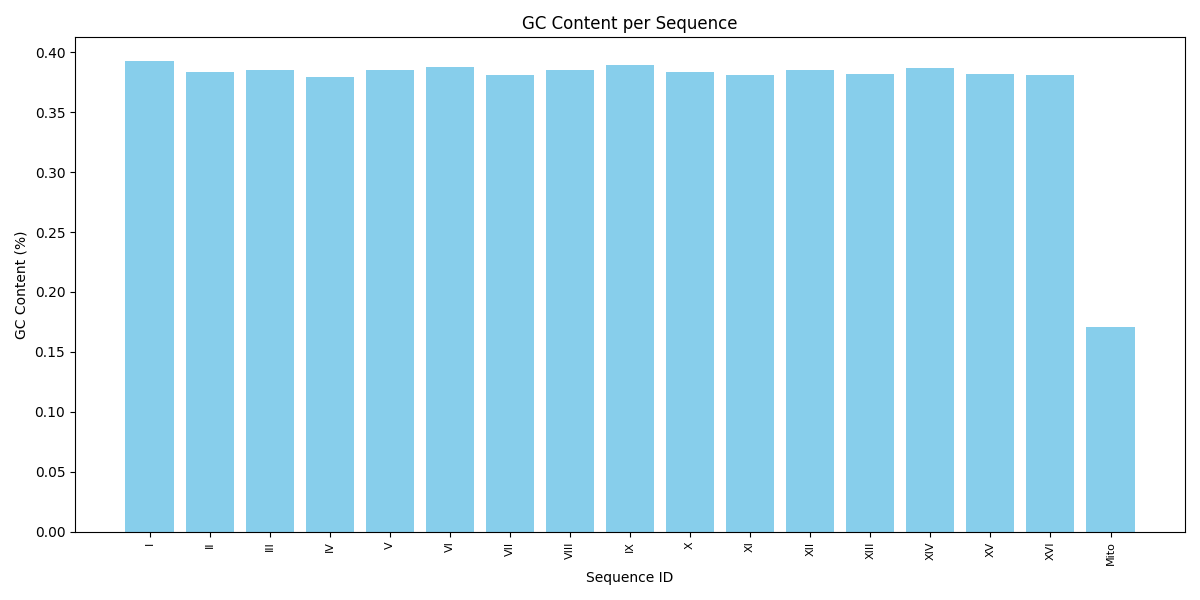 GC Content per Sequence
GC Content (%)
0.40
0.35
0.30
0.25
0.20
0.15
0.10
0.05
0.00
I
II
III
IV
V
VI
VII
VIII
IX
X
XI
XII
XIII
XIV
XV
XVI
Mito
Sequence ID